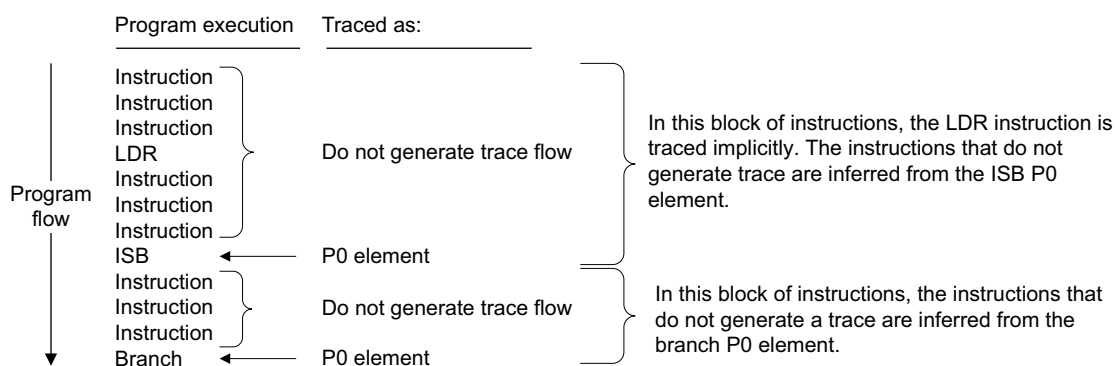 Program execution
Traced as:
Instruction
Instruction
Instruction
LDR
Instruction
Instruction
Instruction
Do not generate trace flow
In this block of instructions, the LDR instruction is
traced implicitly. The instructions that do not
generate trace are inferred from the ISB P0
element.
Program
flow
ISB
P0 element
Instruction
Instruction
Instruction
Do not generate trace flow
In this block of instructions, the instructions that
do not generate a trace are inferred from the
branch P0 element.
Branch
P0 element